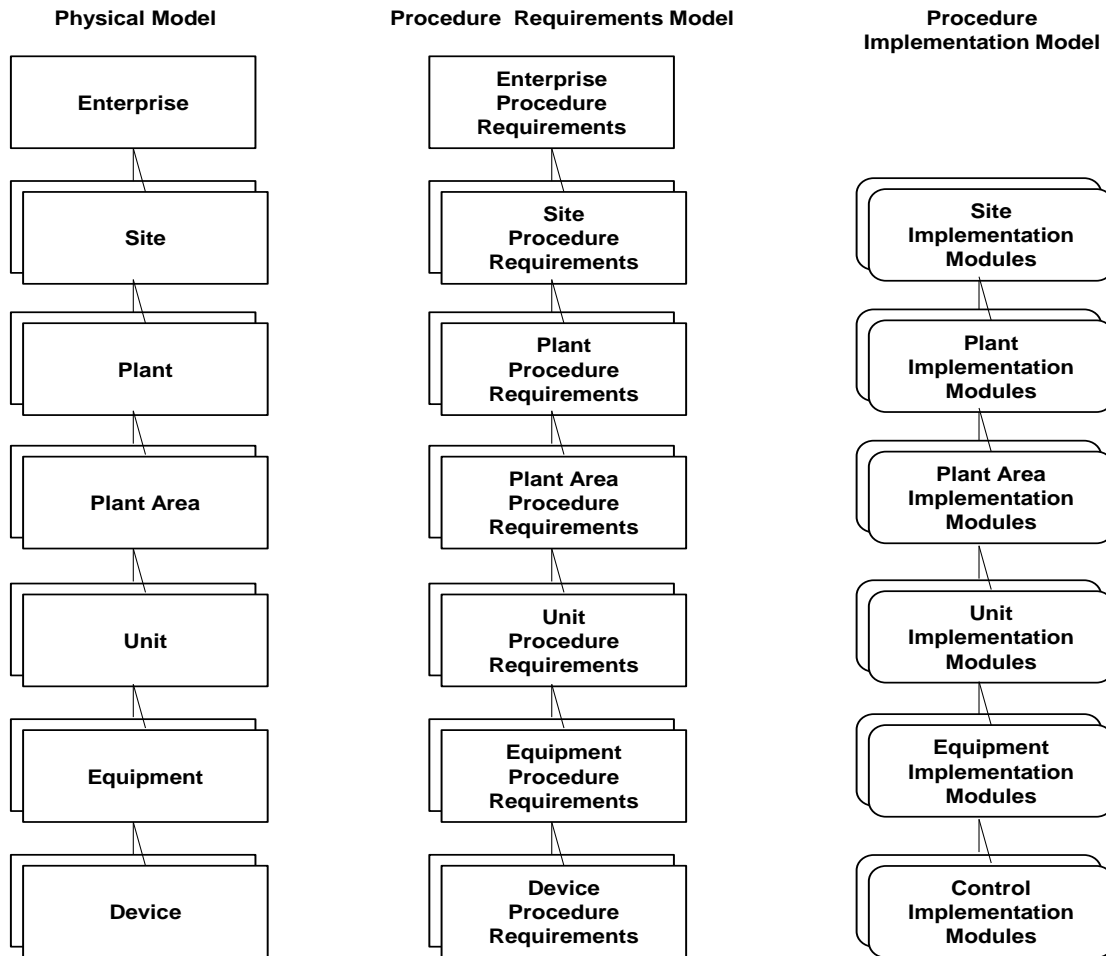 Physical Model
Enterprise
Site
Plant
Plant Area
Unit
Equipment
Device
Procedure Requirements Model
Enterprise
Procedure
Requirements
Site
Procedure
Requirements
Plant
Procedure
Requirements
Plant Area
Procedure
Requirements
Unit
Procedure
Requirements
Equipment
Procedure
Requirements
Device
Procedure
Requirements
Procedure
Implementation Model
Site
Implementation
Modules
Plant
Implementation
Modules
Plant Area
Implementation
Modules
Unit
Implementation
Modules
Equipment
Implementation
Modules
Control
Implementation
Modules